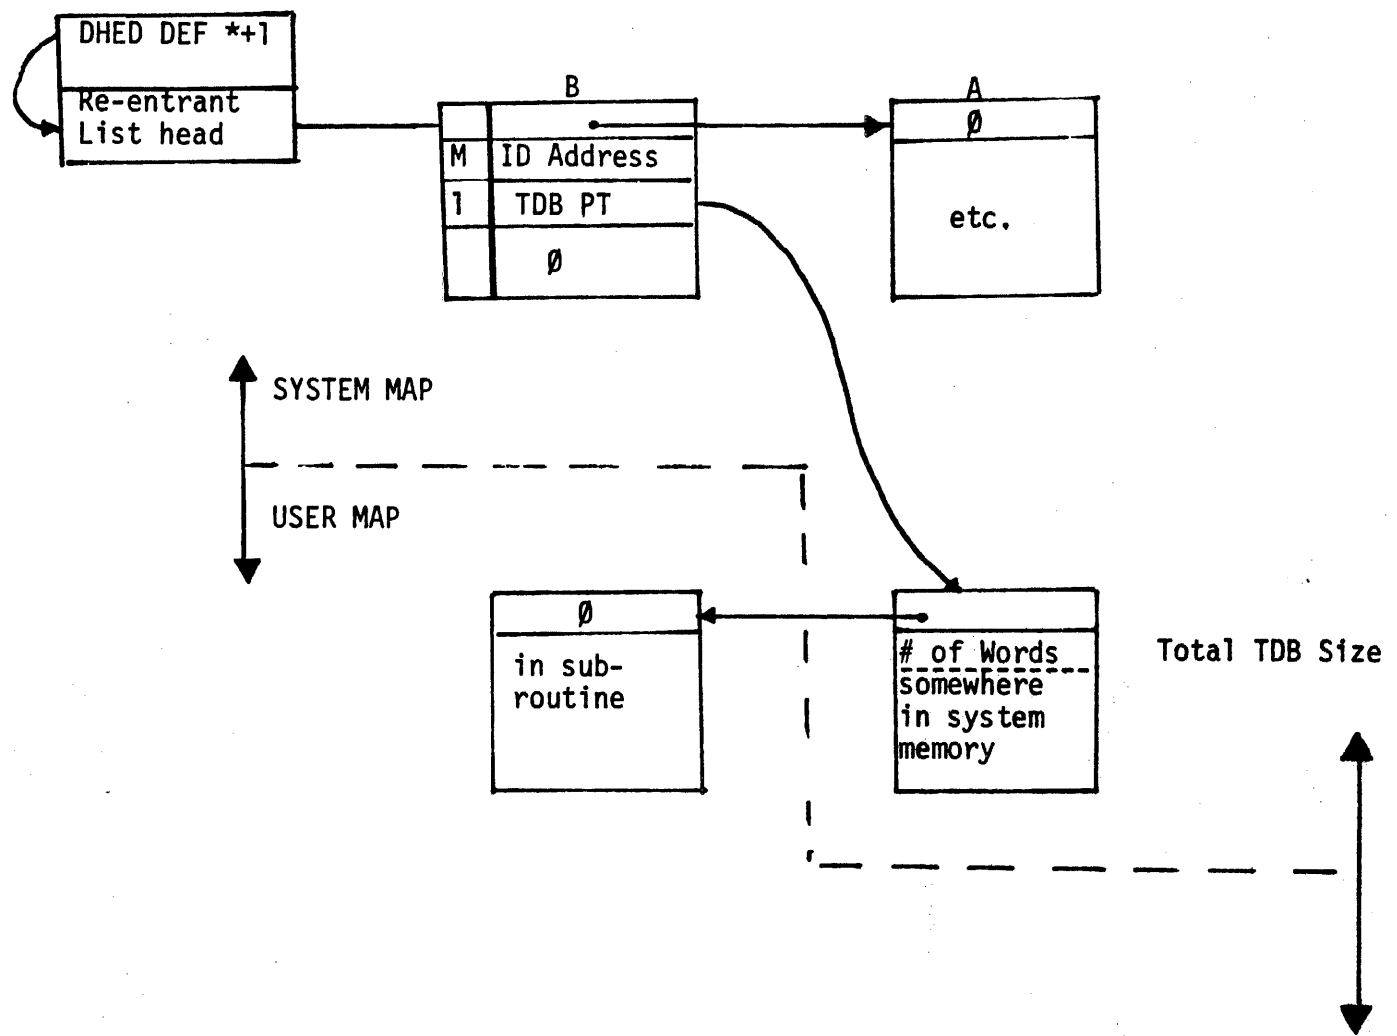 DHED DEF *+1
Re-entrant
List head
B
M ID Address
1 TDB PT
Ø
A
Ø
etc.
SYSTEM MAP
USER MAP
Ø
in sub-
routine
# of Words
somewhere
in system
memory
Total TDB Size